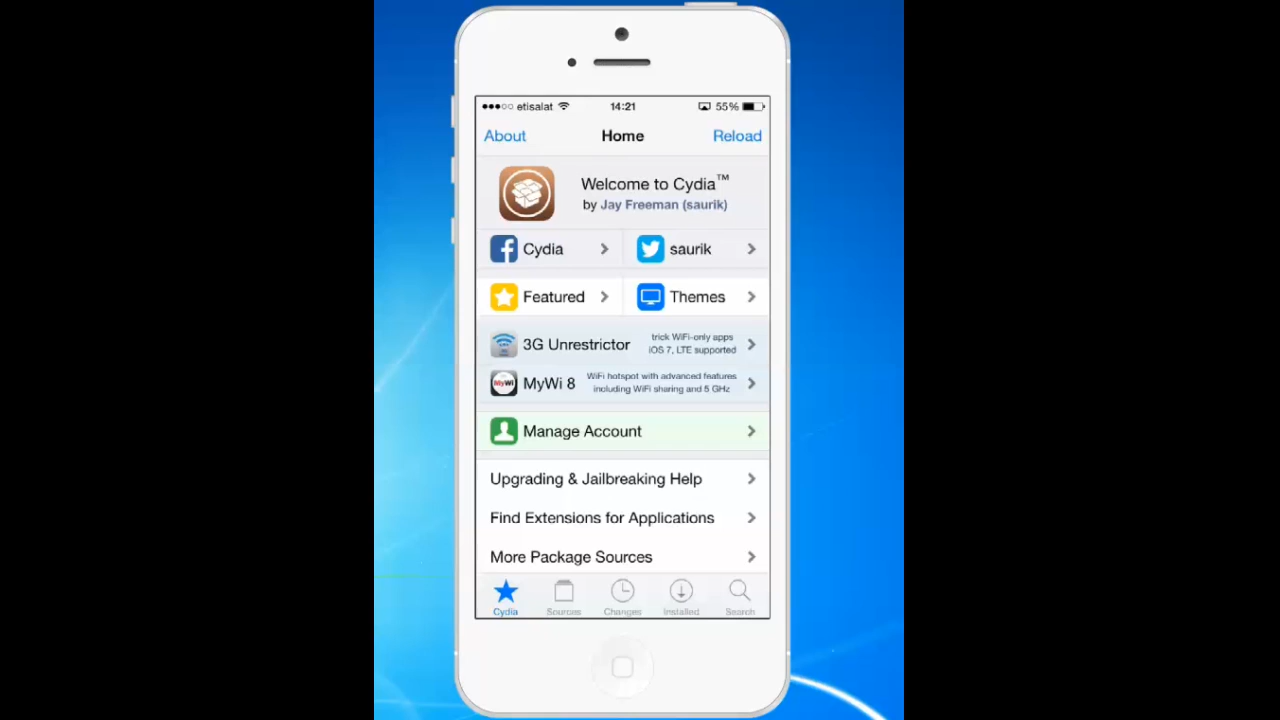 etisalat 14:21 55%
About Home Reload
Welcome to Cydia™
by Jay Freeman (saurik)
Cydia saurik
Featured Themes
3G Unrestrictor trick WiFi-only apps
iOS 7, LTE supported
MyWi 8 WiFi hotspot with advanced features
including WiFi sharing and 5 GHz
MyWi
Manage Account
Upgrading & Jailbreaking Help
Find Extensions for Applications
More Package Sources
Cydia Sources Changes Installed Search